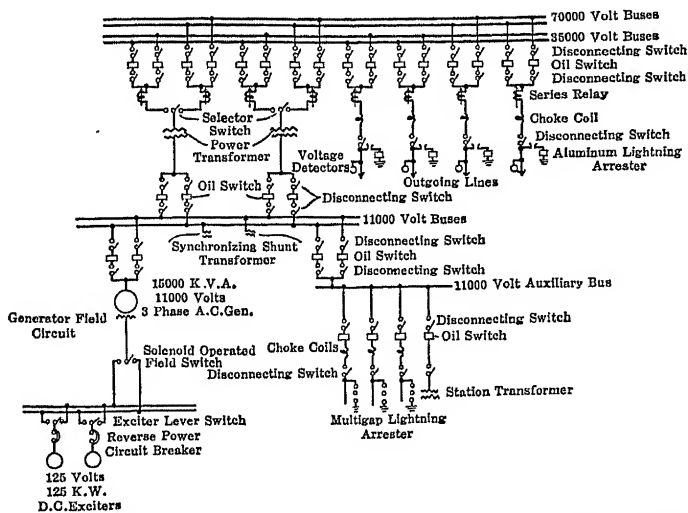 70000 Volt Buses
35000 Volt Buses
Disconnecting Switch
Oil Switch
Disconnecting Switch
Series Relay
Selector
Switch
Power
Transformer
Choke Coil
Disconnecting Switch
Aluminum Lightning
Arrester
Voltage
Detectors
Outgoing Lines
Oil Switch
Disconnecting Switch
11000 Volt Buses
Synchronizing Shunt
Transformer
Disconnecting Switch
Oil Switch
Disconnecting Switch
11000 Volt Auxiliary Bus
15000 K.V.A.
11000 Volts
3 Phase A.C.Gen.
Generator Field
Circuit
Solenoid Operated
Field Switch
Choke Coils
Disconnecting Switch
Disconnecting Switch
Oil Switch
Station Transformer
Multigap Lightning
Arrester
Exciter Lever Switch
Reverse Power
Circuit Breaker
125 Volts
125 K.W.
D.C.Exciters